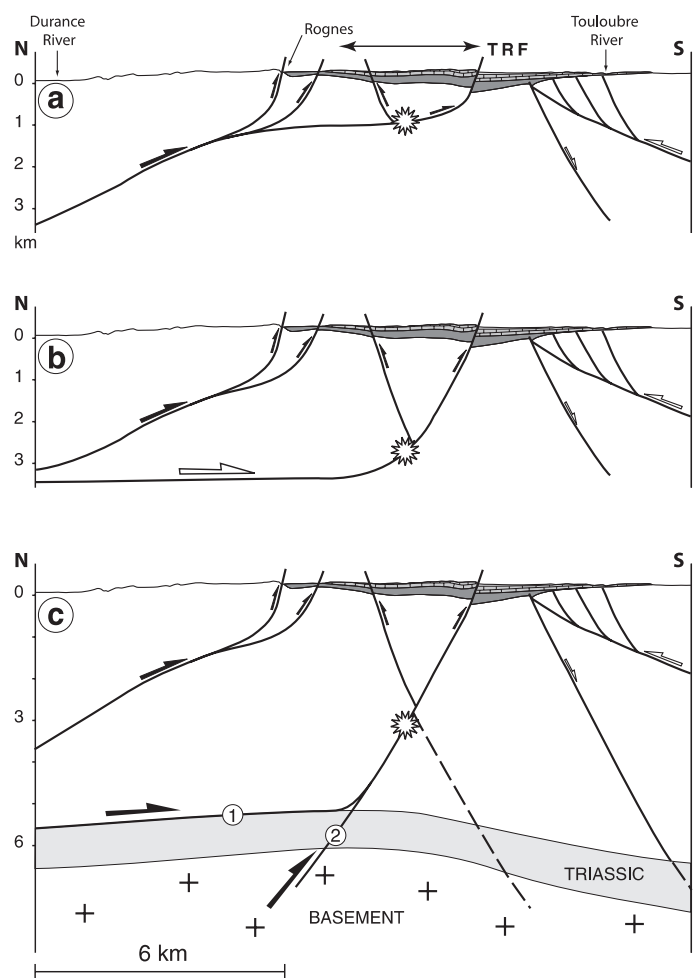 Durance
River
Rognes
Touloubre
River
N
TRF
S
0
a
1
2
3
km
N
S
0
b
1
2
3
N
S
0
c
3
1
2
6
TRIASSIC
BASEMENT
6 km